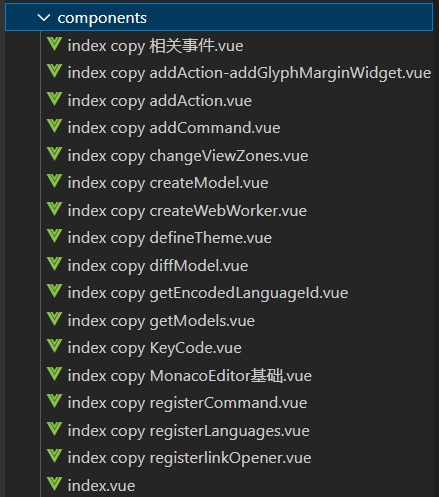 components
index copy 相关事件.vue
index copy addAction-addGlyphMarginWidget.vue
index copy addAction.vue
index copy addCommand.vue
index copy changeViewZones.vue
index copy createModel.vue
index copy createWebWorker.vue
index copy defineTheme.vue
index copy diffModel.vue
index copy getEncodedLanguageId.vue
index copy getModels.vue
index copy KeyCode.vue
index copy MonacoEditor基础.vue
index copy registerCommand.vue
index copy registerLanguages.vue
index copy registerlinkOpener.vue
index.vue